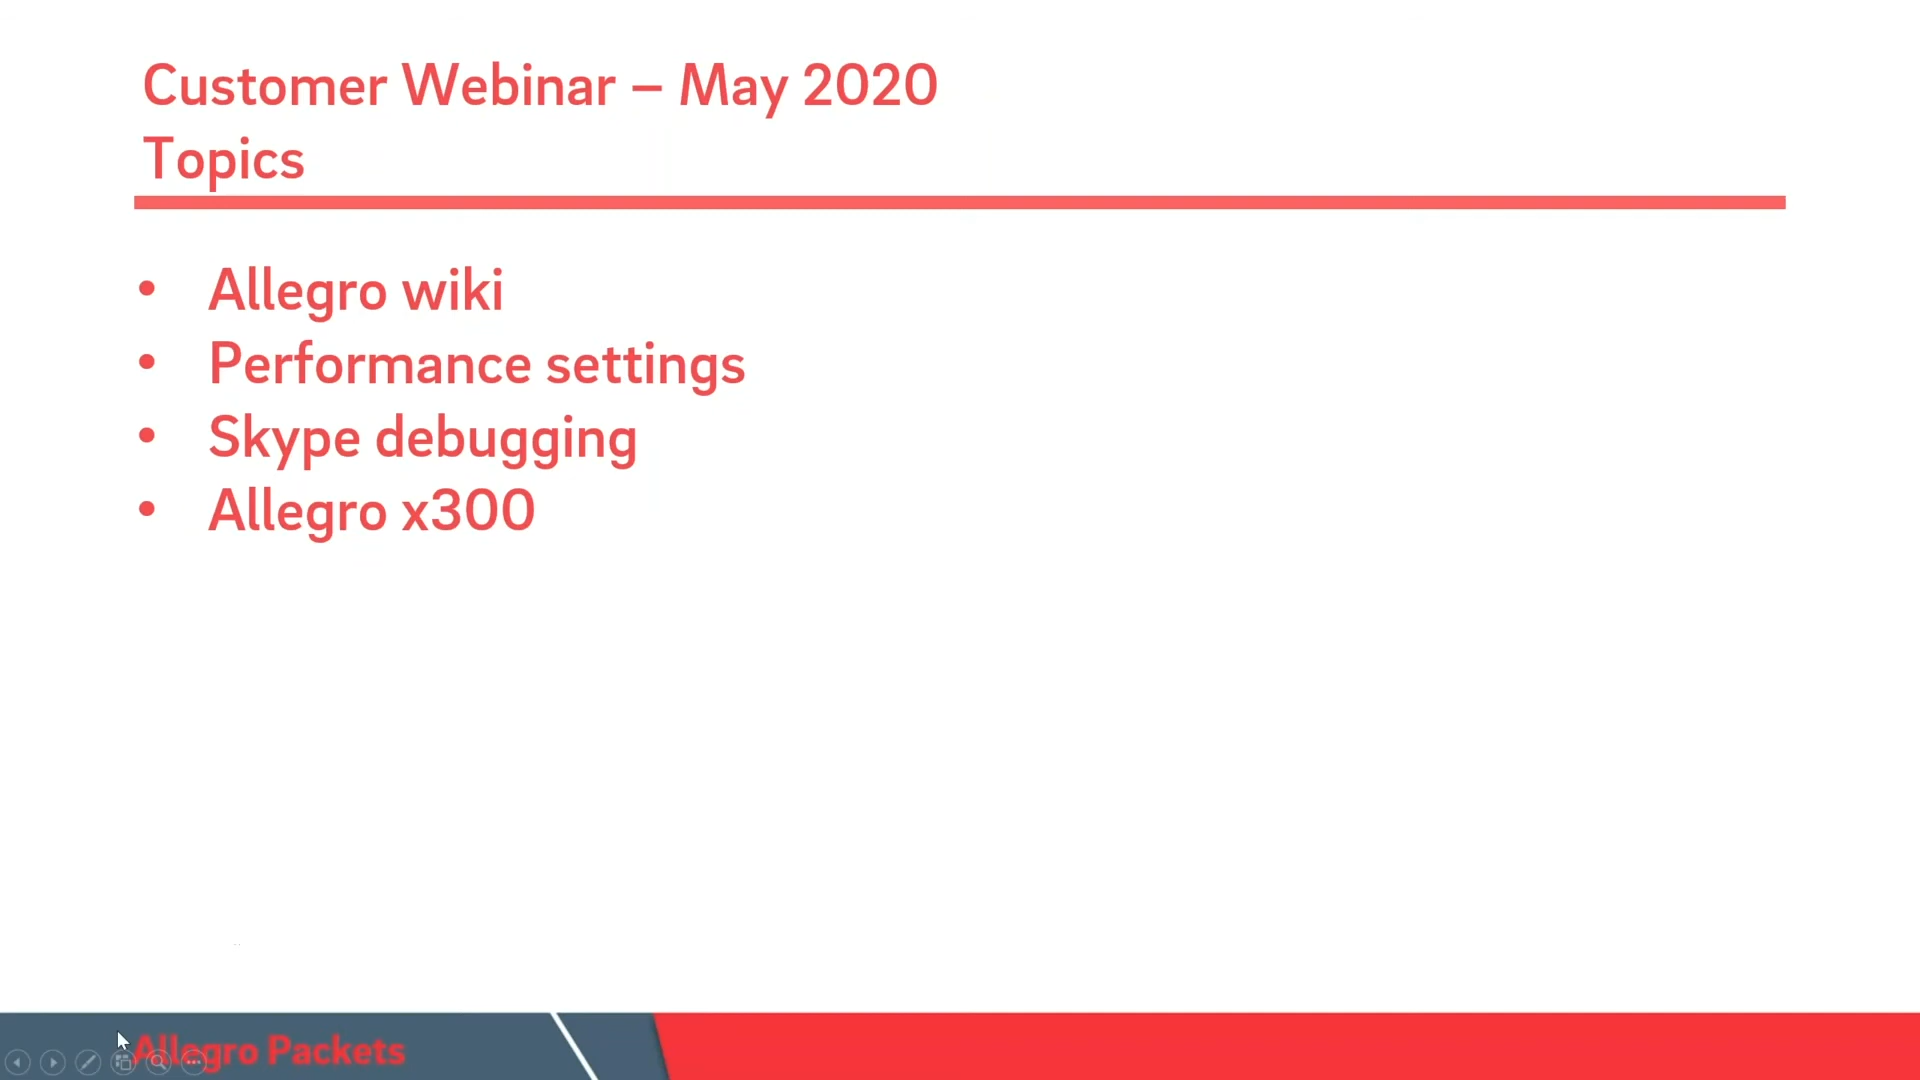 Customer Webinar – May 2020
Topics
• Allegro wiki
• Performance settings
• Skype debugging
• Allegro x300
Allegro Packets